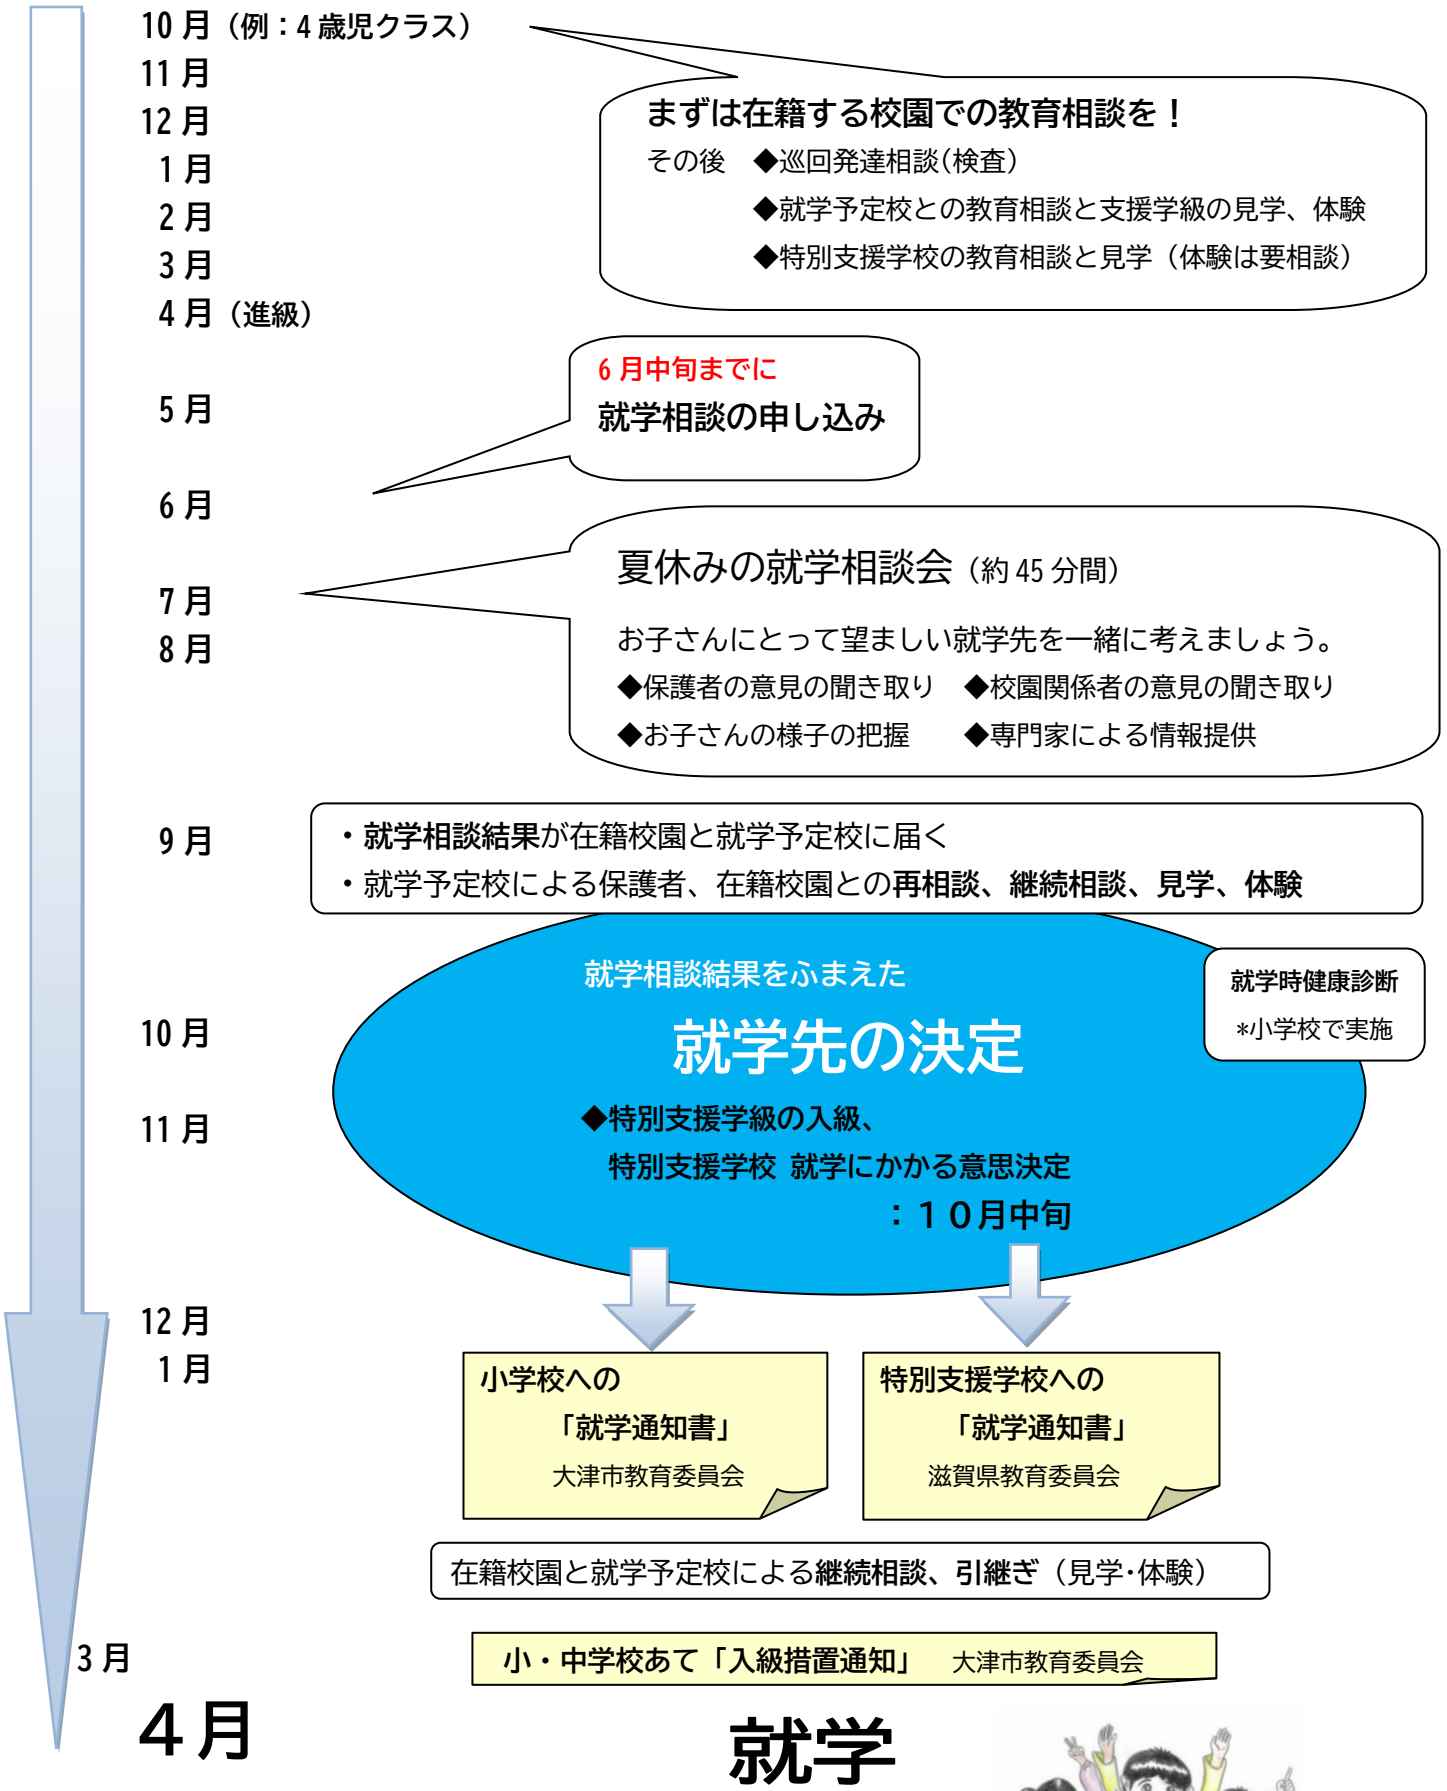 10月（例：4歳児クラス）
11月
12月
1月
2月
3月
4月（進級）
まずは在籍する校園での教育相談を！
その後　◆巡回発達相談（検査）
◆就学予定校との教育相談と支援学級の見学、体験
◆特別支援学校の教育相談と見学（体験は要相談）
6月中旬までに
就学相談の申し込み
5月
6月
夏休みの就学相談会（約45分間）
7月
8月
お子さんにとって望ましい就学先を一緒に考えましょう。
◆保護者の意見の聞き取り　◆校園関係者の意見の聞き取り
◆お子さんの様子の把握　◆専門家による情報提供
9月
・就学相談結果が在籍校園と就学予定校に届く
・就学予定校による保護者、在籍校園との再相談、継続相談、見学、体験
就学相談結果をふまえた
就学先の決定
就学時健康診断
*小学校で実施
10月
11月
◆特別支援学級の入級、
特別支援学校 就学にかかる意思決定
：１０月中旬
12月
1月
小学校への
「就学通知書」
大津市教育委員会
特別支援学校への
「就学通知書」
滋賀県教育委員会
在籍校園と就学予定校による継続相談、引継ぎ（見学・体験）
3月
小・中学校あて「入級措置通知」　大津市教育委員会
４月
就学